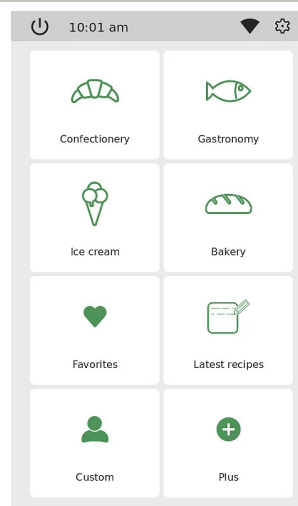 10:01 am
Confectionery
Gastronomy
Ice cream
Bakery
Favorites
Latest recipes
Custom
Plus